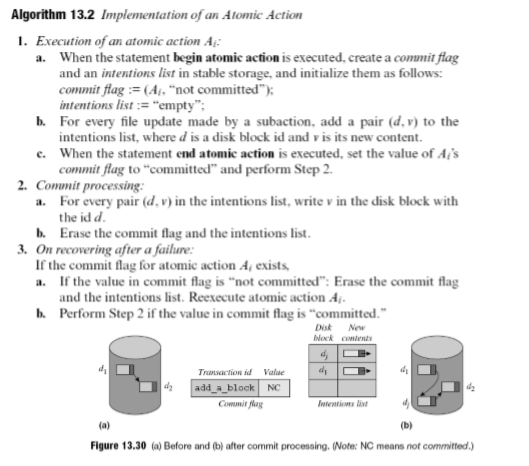 Algorithm 13.2 Implementation of an Atomic Action
1. Execution of an atomic action Ai:
a. When the statement begin atomic action is executed, create a commit flag
and an intentions list in stable storage, and initialize them as follows:
commit flag := (Ai, “not committed”);
intentions list := “empty”;
b. For every file update made by a subaction, add a pair (d, v) to the
intentions list, where d is a disk block id and v is its new content.
c. When the statement end atomic action is executed, set the value of Ai’s
commit flag to “committed” and perform Step 2.
2. Commit processing:
a. For every pair (d, v) in the intentions list, write v in the disk block with
the id d.
b. Erase the commit flag and the intentions list.
3. On recovering after a failure:
If the commit flag for atomic action Ai exists,
a. If the value in commit flag is “not committed”: Erase the commit flag
and the intentions list. Reexecute atomic action Ai.
b. Perform Step 2 if the value in commit flag is “committed.”
Disk New
block contents
dj
d1 Transaction id Value d1 d1
d2 add_a_block NC d2
Commit flag Intentions list dj
(a) (b)
Figure 13.30 (a) Before and (b) after commit processing. (Note: NC means not committed.)